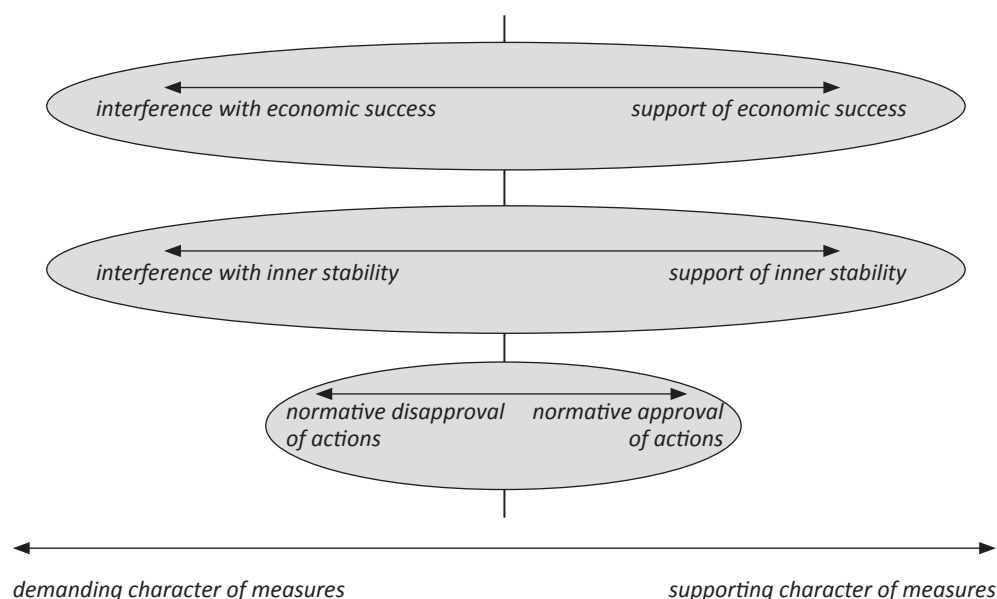 interference with economic success support of economic success
interference with inner stability support of inner stability
normative disapproval normative approval
of actions of actions
demanding character of measures supporting character of measures